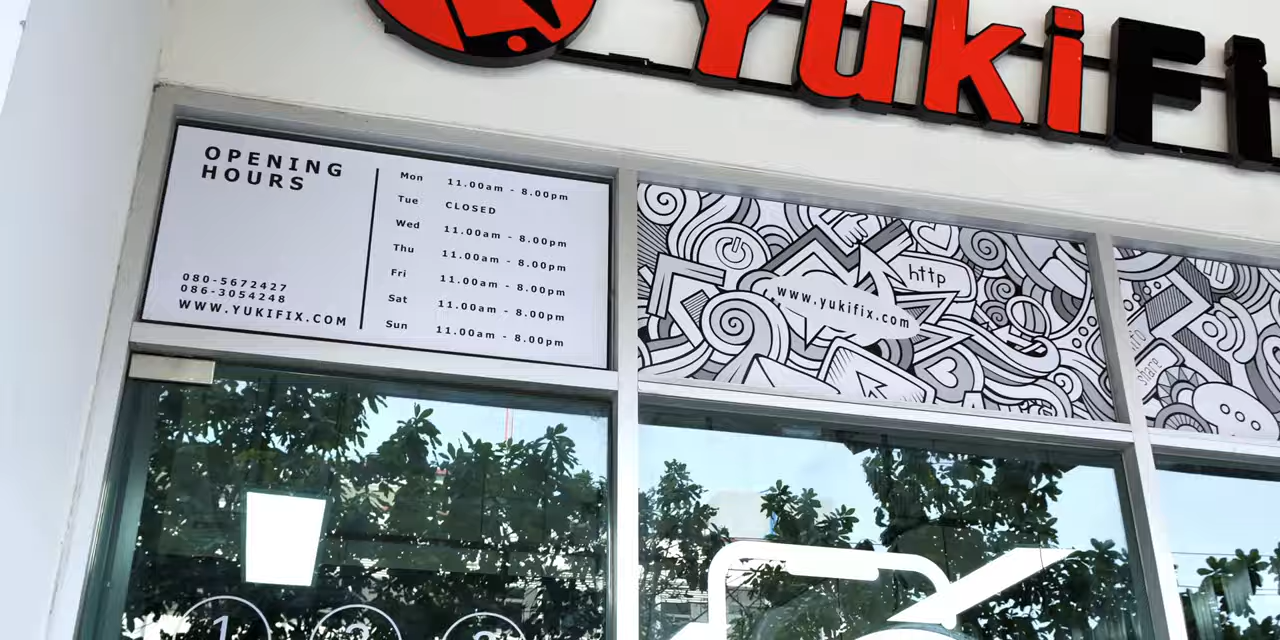 YukiFi
OPENING
HOURS
080-5672427
086-3054248
WWW.YUKIFIX.COM
Mon 11.00am - 8.00pm
Tue CLOSED
Wed 11.00am - 8.00pm
Thu 11.00am - 8.00pm
Fri 11.00am - 8.00pm
Sat 11.00am - 8.00pm
Sun 11.00am - 8.00pm
http
www.yukifix.com
share
1
2